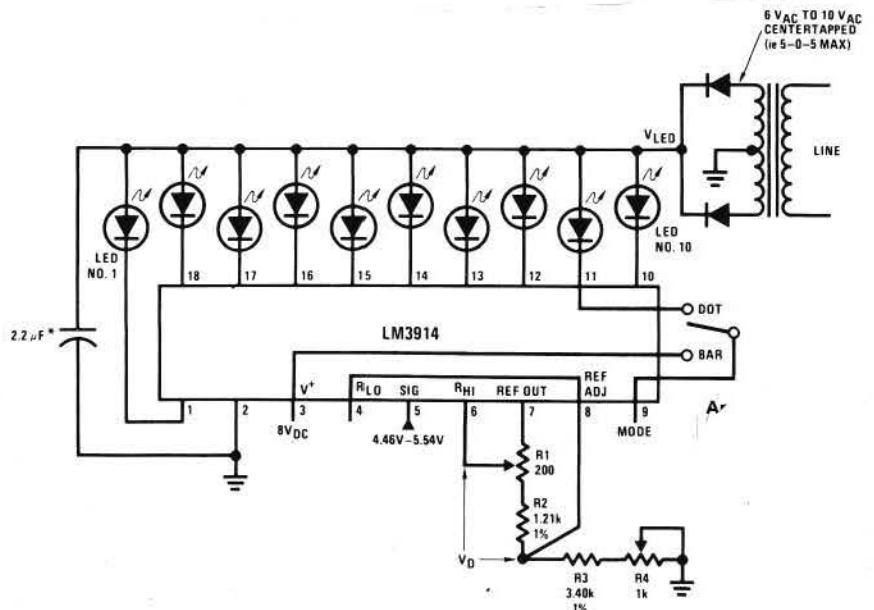 6 VAC TO 10 VAC
CENTERTAPPED
(ie 5-0-5 MAX)
VLED
LINE
LED
NO. 1
LED
NO. 10
18
17
16
15
14
13
12
11
10
DOT
BAR
LM3914
2.2 μF*
V+
RLO
SIG
RHI
REF OUT
REF
ADJ
1
2
3
4
5
6
7
8
9
8VDC
4.46V-5.54V
MODE
A
R1
200
R2
1.21k
1%
VD
R3
3.40k
1%
R4
1k